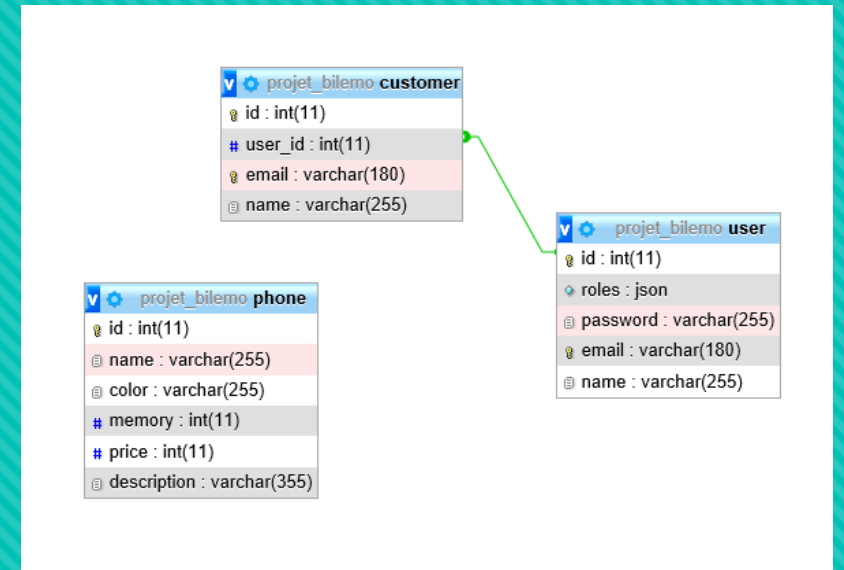 v projet_bilemo customer
id : int(11)
# user_id : int(11)
email : varchar(180)
name : varchar(255)
v projet_bilemo user
id : int(11)
roles : json
password : varchar(255)
email : varchar(180)
name : varchar(255)
v projet_bilemo phone
id : int(11)
name : varchar(255)
color : varchar(255)
# memory : int(11)
# price : int(11)
description : varchar(355)